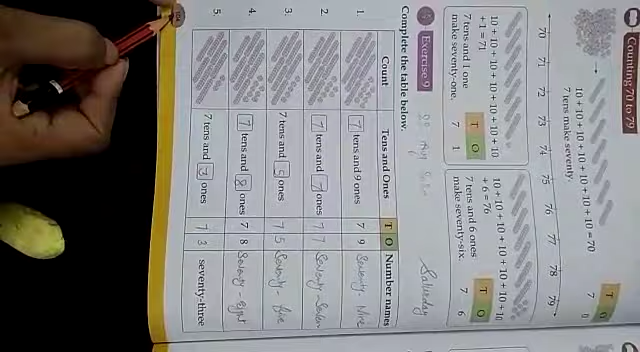 Counting 70 to 79
10 + 10 + 10 + 10 + 10 + 10 + 10 = 70
7 tens make seventy.
T O
7 0
70 71 72 73 74 75 76 77 78 79
10 + 10 + 10 + 10 + 10 + 10 + 10
+ 1 = 71
7 tens and 1 one
make seventy-one.
T O
7 1
10 + 10 + 10 + 10 + 10 + 10 + 10
+ 6 = 76
7 tens and 6 ones
make seventy-six.
T O
7 6
Exercise 9
Saturday
Complete the table below.
Count Tens and Ones T O Number names
1. 7 tens and 9 ones 7 9 Seventy-Nine
2. 7 tens and 7 ones 7 7 Seventy-Seven
3. 7 tens and 5 ones 7 5 Seventy-five
4. 7 tens and 8 ones 7 8 Seventy-Eight
5. 7 tens and 3 ones 7 3 seventy-three